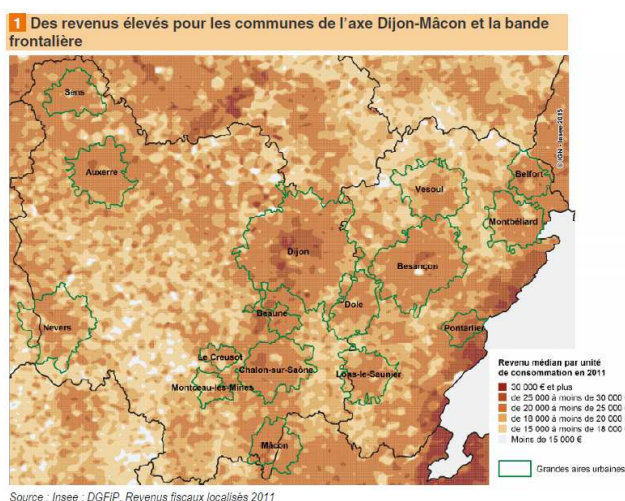 1 Des revenus élevés pour les communes de l'axe Dijon-Mâcon et la bande
frontalière
© IGN - Insee 2015
Sens
Auxerre
Belfort
Vesoul
Montbéliard
Dijon
Besançon
Dole
Beaune
Nevers
Pontarlier
Le Creusot
Chalon-sur-Saône
Lons-le-Saunier
Montceau-les-Mines
Mâcon
Revenu médian par unité
de consommation en 2011
30 000 € et plus
de 25 000 à moins de 30 000
de 20 000 à moins de 25 000
de 18 000 à moins de 20 000
de 15 000 à moins de 18 000
Moins de 15 000 €
Grandes aires urbaines
Source : Insee ; DGFiP, Revenus fiscaux localisés 2011